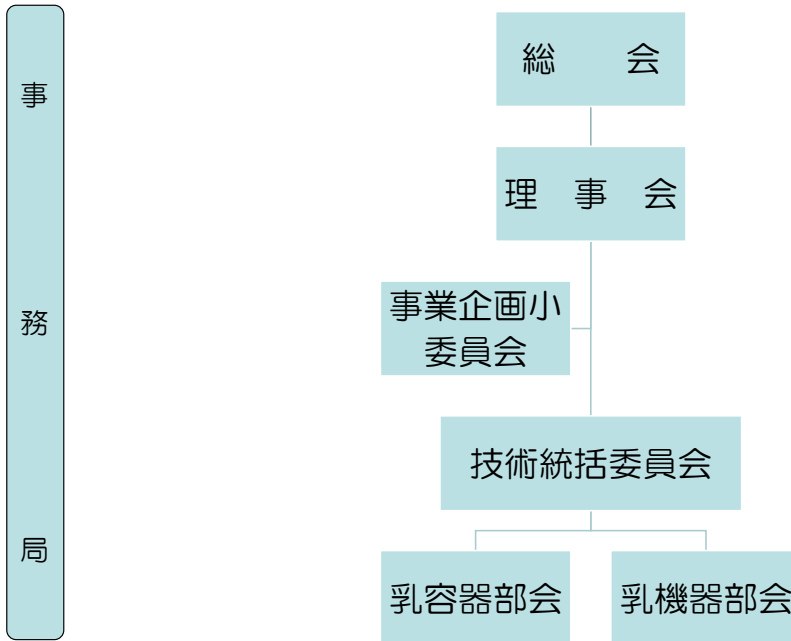 事務局
総　会
理　事　会
事業企画小
委員会
技術統括委員会
乳容器部会
乳機器部会